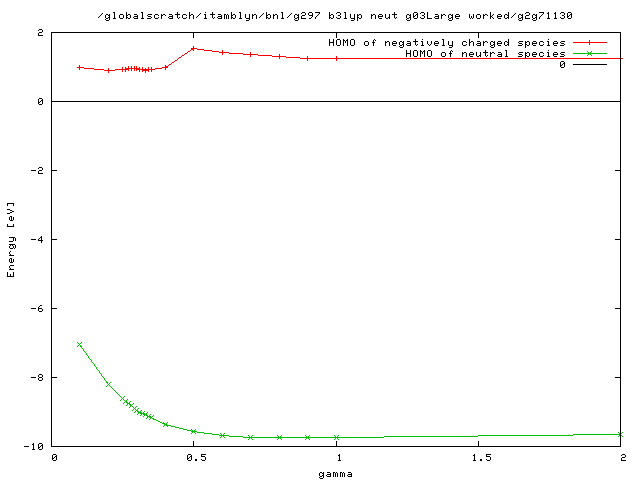 /globalscratch/itamblyn/bnl/g297 b3lyp neut g03Large worked/g2g71130
HOMO of negatively charged species
HOMO of neutral species
0
2
0
-2
-4
-6
-8
-10
Energy [eV]
0 0.5 1 1.5 2
gamma